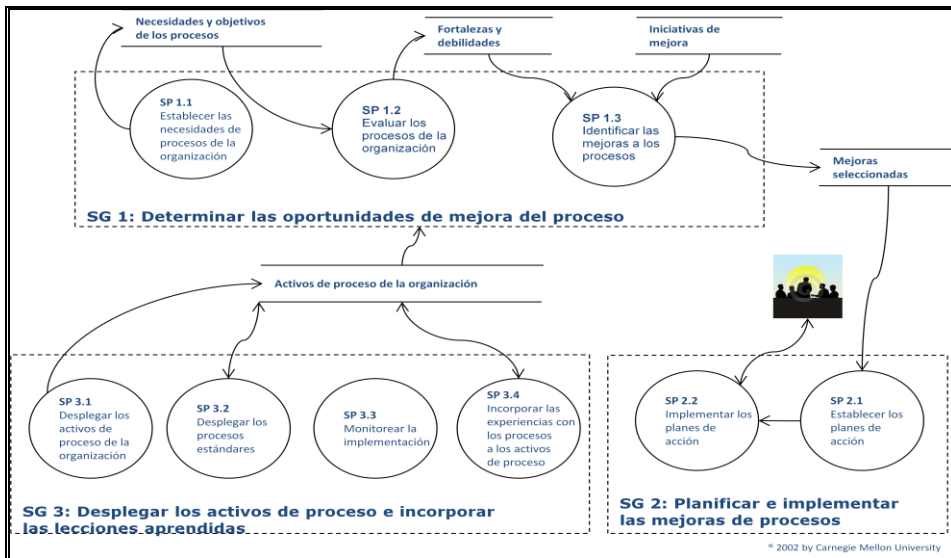 Necesidades y objetivos
de los procesos
Fortalezas y
debilidades
Iniciativas de
mejora
SP 1.1
Establecer las
necesidades de
procesos de la
organización
SP 1.2
Evaluar los
procesos de la
organización
SP 1.3
Identificar las
mejoras a los
procesos
Mejoras
seleccionadas
SG 1: Determinar las oportunidades de mejora del proceso
Activos de proceso de la organización
SP 3.1
Desplegar los
activos de
proceso de la
organización
SP 3.2
Desplegar los
procesos
estándares
SP 3.3
Monitorear la
implementación
SP 3.4
Incorporar las
experiencias con
los procesos
a los activos
de proceso
SP 2.2
Implementar los
planes de
acción
SP 2.1
Establecer los
planes de
acción
SG 3: Desplegar los activos de proceso e incorporar
las lecciones aprendidas
SG 2: Planificar e implementar
las mejoras de procesos
® 2002 by Carnegie Mellon University